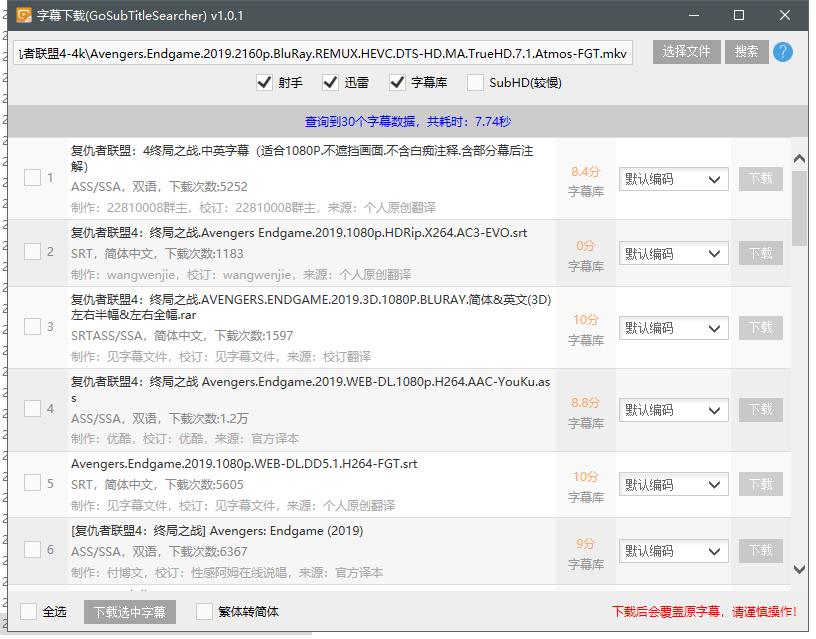 字幕下载(GoSubTitleSearcher) v1.0.1
者联盟4-4k\Avengers.Endgame.2019.2160p.BluRay.REMUX.HEVC.DTS-HD.MA.TrueHD.7.1.Atmos-FGT.mkv 选择文件 搜索 ?
射手 迅雷 字幕库 SubHD(较慢)
查询到30个字幕数据，共耗时：7.74秒
1 复仇者联盟：4终局之战.中英字幕（适合1080P.不遮挡画面.不含白痴注释.含部分幕后注
解）
ASS/SSA，双语，下载次数:5252
制作：22810008群主，校订：22810008群主，来源：个人原创翻译
8.4分
字幕库
默认编码 下载
2 复仇者联盟4：终局之战.Avengers Endgame.2019.1080p.HDRip.X264.AC3-EVO.srt
SRT，简体中文，下载次数:1183
制作：wangwenjie，校订：wangwenjie，来源：个人原创翻译
0分
字幕库
默认编码 下载
3 复仇者联盟4：终局之战.AVENGERS.ENDGAME.2019.3D.1080P.BLURAY.简体&英文(3D)
左右半幅&左右全幅.rar
SRTASS/SSA，简体中文，下载次数:1597
制作：见字幕文件，校订：见字幕文件，来源：校订翻译
10分
字幕库
默认编码 下载
4 复仇者联盟4：终局之战 Avengers.Endgame.2019.WEB-DL.1080p.H264.AAC-YouKu.as
s
ASS/SSA，双语，下载次数:1.2万
制作：优酷，校订：优酷，来源：官方译本
8.8分
字幕库
默认编码 下载
5 Avengers.Endgame.2019.1080p.WEB-DL.DD5.1.H264-FGT.srt
SRT，简体中文，下载次数:5605
制作：见字幕文件，校订：见字幕文件，来源：个人原创翻译
10分
字幕库
默认编码 下载
6 [复仇者联盟4：终局之战] Avengers: Endgame (2019)
ASS/SSA，双语，下载次数:6367
制作：付博文，校订：性感阿姆在线说唱，来源：官方译本
9分
字幕库
默认编码 下载
全选 下载选中字幕 繁体转简体 下载后会覆盖原字幕，请谨慎操作!